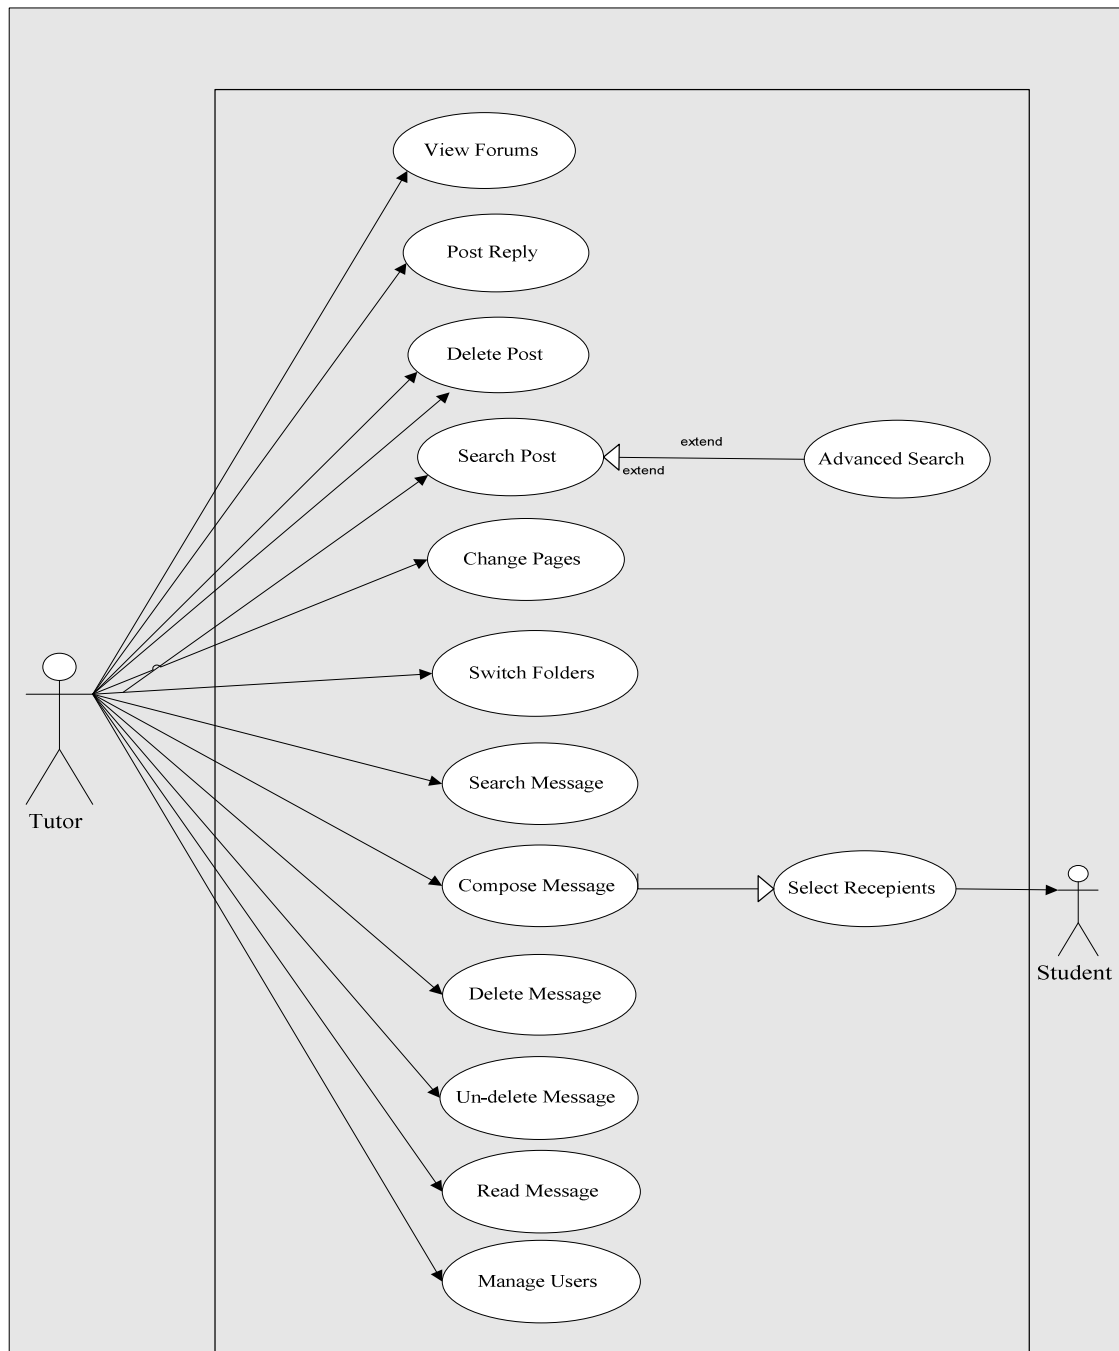 View Forums
Post Reply
Delete Post
Search Post
extend
extend
Advanced Search
Change Pages
Switch Folders
Search Message
Tutor
Compose Message
Select Recepients
Student
Delete Message
Un-delete Message
Read Message
Manage Users